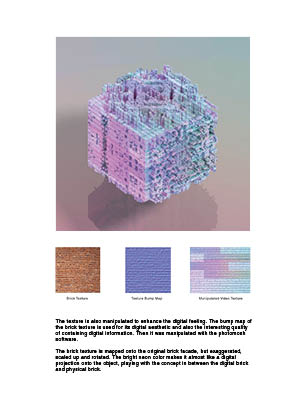 Brick Texture
Texture Bump Map
Manipulated Video Texture
The texture is also manipulated to enhance the digital feeling. The bump map of
the brick texture is used for its digital aesthetic and also the interesting quality
of containing digital information. Then it was manipulated with the photomosh
software.
The brick texture is mapped onto the original brick facade, but exaggerated,
scaled up and rotated. The bright neon color makes it almost like a digital
projection onto the object, playing with the concept in between the digital brick
and physical brick.